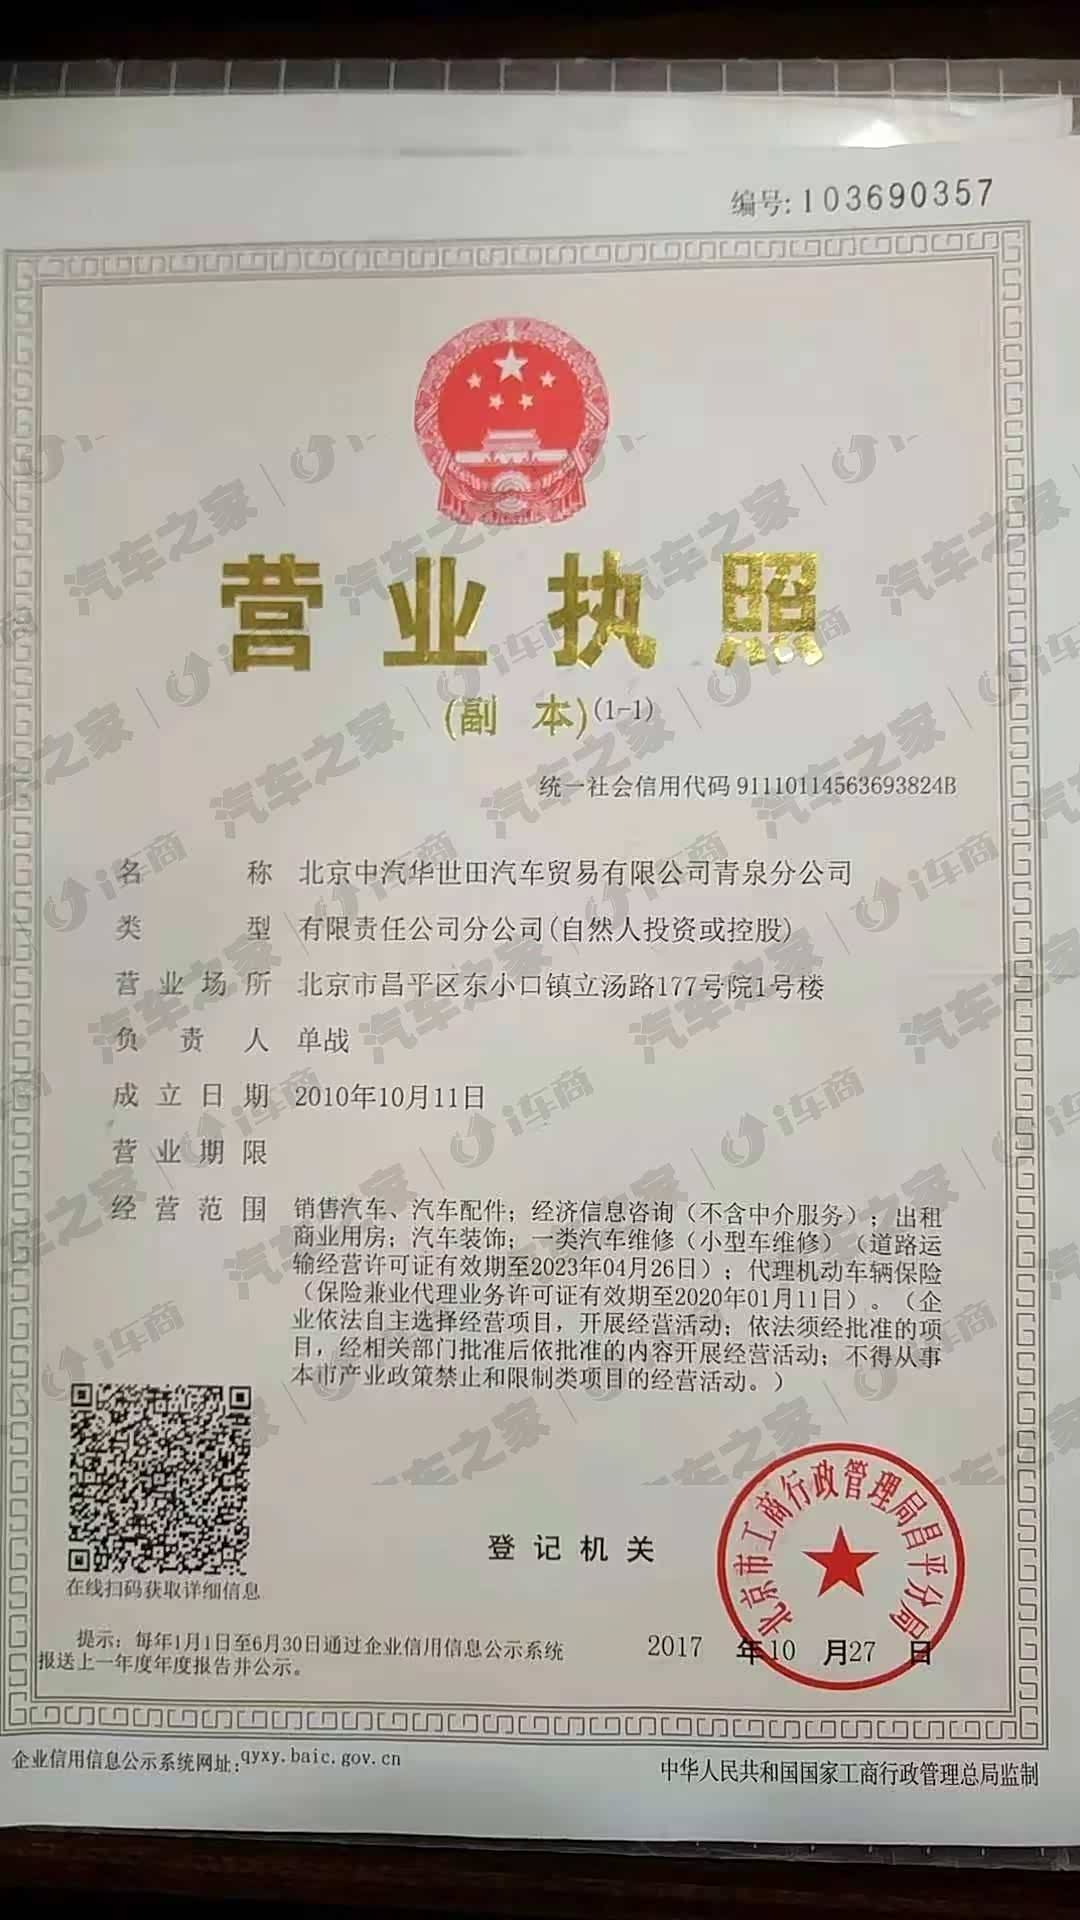 编号:103690357
营业执照
(副 本)(1-1)
统一社会信用代码 91110114563693824B
名 称 北京中汽华世田汽车贸易有限公司青泉分公司
类 型 有限责任公司分公司(自然人投资或控股)
营业场所 北京市昌平区东小口镇立汤路177号院1号楼
负责人 单战
成立日期 2010年10月11日
营业期限
经营范围 销售汽车、汽车配件；经济信息咨询（不含中介服务）；出租
商业用房；汽车装饰；一类汽车维修（小型车维修）（道路运
输经营许可证有效期至2023年04月26日）；代理机动车辆保险
（保险兼业代理业务许可证有效期至2020年01月11日）。（企
业依法自主选择经营项目，开展经营活动；依法须经批准的项
目，经相关部门批准后依批准的内容开展经营活动；不得从事
本市产业政策禁止和限制类项目的经营活动。）
在线扫码获取详细信息
登记机关
北京市工商行政管理局昌平分局
2017 年10 月27 日
提示：每年1月1日至6月30日通过企业信用信息公示系统
报送上一年度年度报告并公示。
企业信用信息公示系统网址:qyxy.baic.gov.cn
中华人民共和国国家工商行政管理总局监制
汽车之家 | i车商